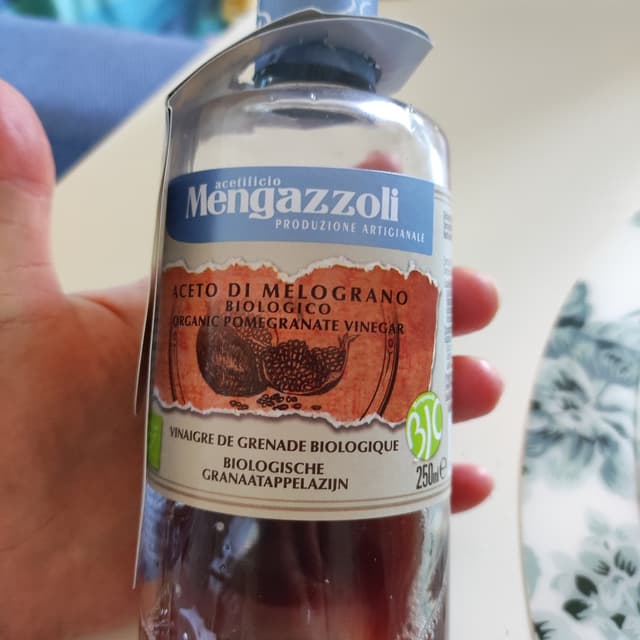 acetificio
Mengazzoli
PRODUZIONE ARTIGIANALE
ACETO DI MELOGRANO
BIOLOGICO
ORGANIC POMEGRANATE VINEGAR
VINAIGRE DE GRENADE BIOLOGIQUE
BIOLOGISCHE
GRANAATAPPELAZIJN
BIO
250ml e